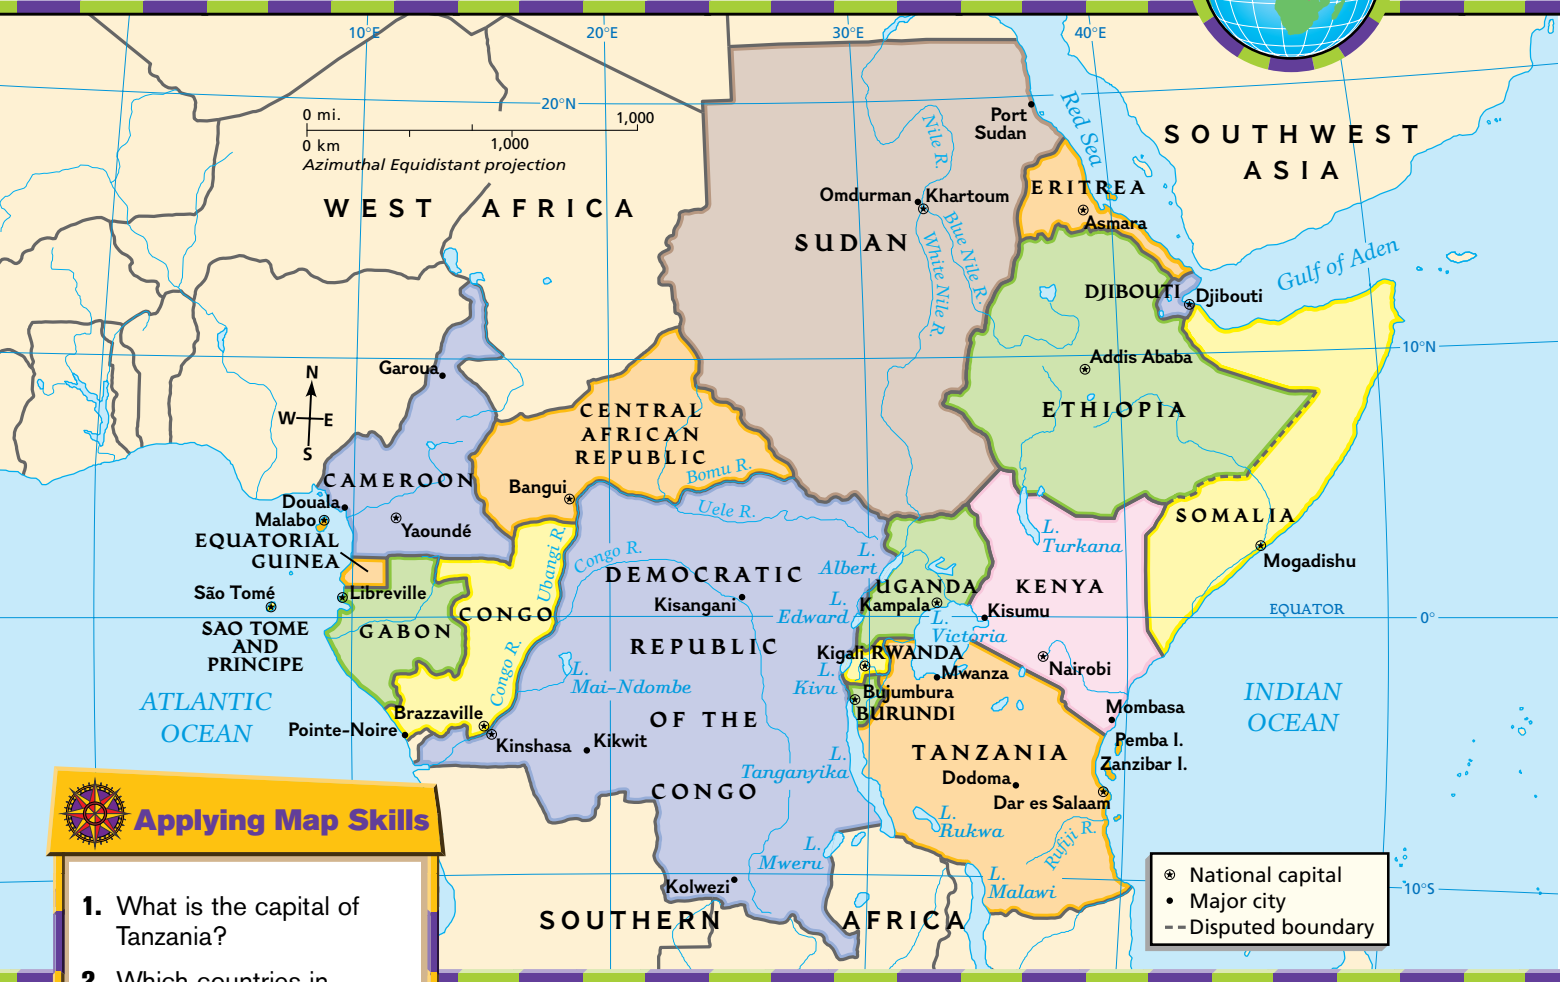 10°E
20°E
30°E
40°E
20°N
0 mi.
1,000
0 km
1,000
Azimuthal Equidistant projection
WEST AFRICA
Port
Sudan
Red Sea
SOUTHWEST
ASIA
Nile R.
ERITREA
Omdurman
Khartoum
Asmara
SUDAN
Blue Nile R.
White Nile R.
Gulf of Aden
DJIBOUTI
Djibouti
10°N
Garoua
Addis Ababa
N
W
E
S
ETHIOPIA
CENTRAL
AFRICAN
REPUBLIC
Bomu R.
CAMEROON
Bangui
Douala
Malabo
Yaoundé
Uele R.
SOMALIA
EQUATORIAL
GUINEA
L.
Turkana
Mogadishu
Ubangi R.
Congo R.
L.
Albert
DEMOCRATIC
UGANDA
KENYA
São Tomé
Libreville
Kisangani
Kampala
Kisumu
EQUATOR
0°
CONGO
L.
Edward
L.
Victoria
GABON
SAO TOME
AND
PRINCIPE
REPUBLIC
Kigali
RWANDA
Nairobi
Congo R.
L.
Mai-Ndombe
L.
Kivu
Mwanza
Bujumbura
BURUNDI
ATLANTIC
OCEAN
INDIAN
OCEAN
Brazzaville
Pointe-Noire
Kinshasa
Kikwit
OF THE
Mombasa
Pemba I.
Zanzibar I.
TANZANIA
L.
Tanganyika
Dodoma
Dar es Salaam
CONGO
L.
Rukwa
Rufiji R.
L.
Mweru
L.
Malawi
Kolwezi
10°S
SOUTHERN AFRICA
National capital
Major city
Disputed boundary
Applying Map Skills
1. What is the capital of
Tanzania?
2. Which countries in